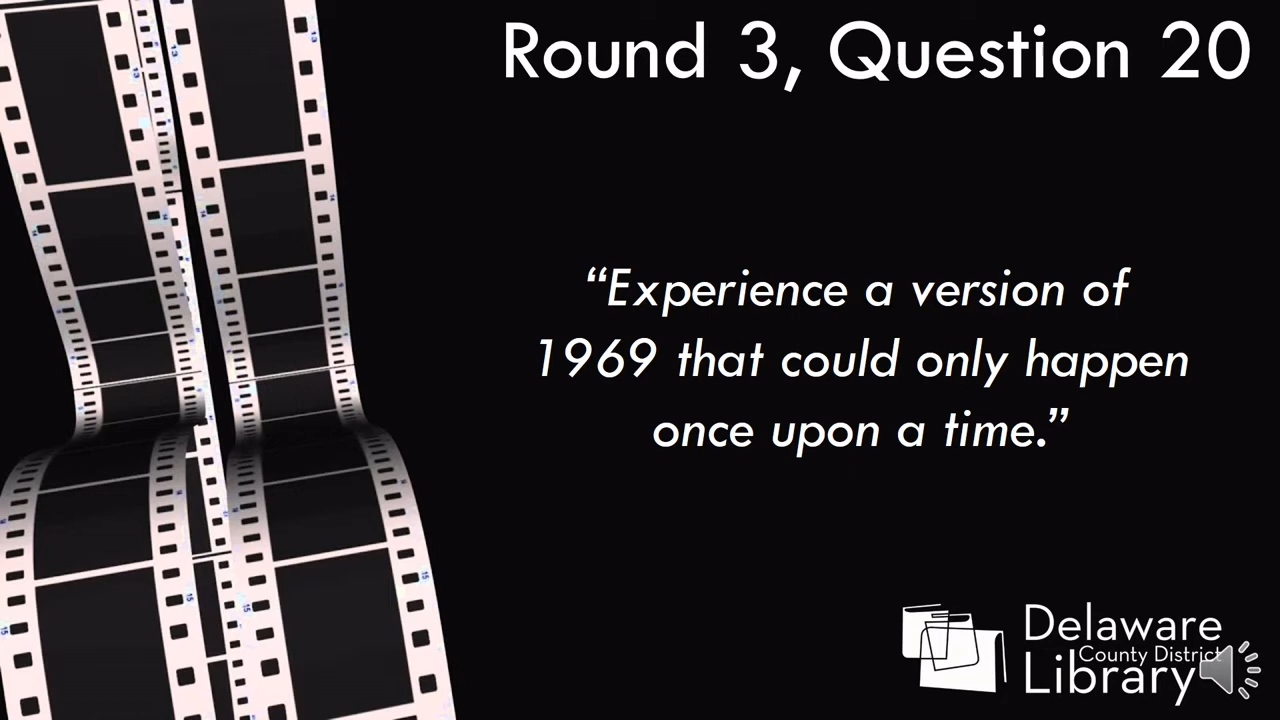 Round 3, Question 20
“Experience a version of
1969 that could only happen
once upon a time.”
Delaware
County District
Library